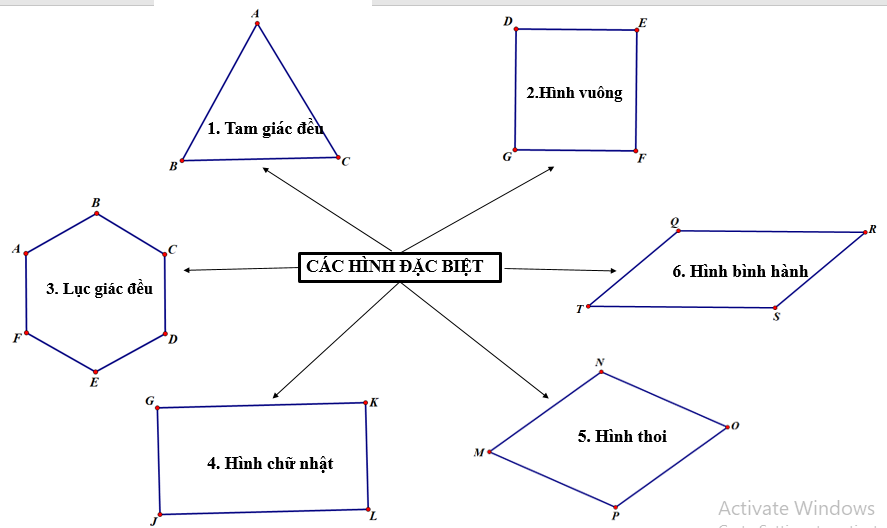 A
1. Tam giác đều
B
C
D
E
2.Hình vuông
G
F
B
A
C
3. Lục giác đều
F
D
E
CÁC HÌNH ĐẶC BIỆT
Q
R
6. Hình bình hành
T
S
G
K
4. Hình chữ nhật
J
L
N
M
O
5. Hình thoi
P
Activate Windows